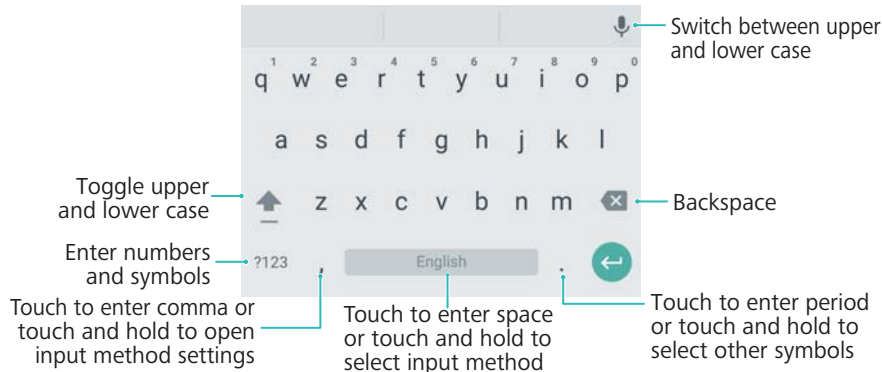 Switch between upper
and lower case
1 2 3 4 5 6 7 8 9 0
q w e r t y u i o p
a s d f g h j k l
Toggle upper
and lower case
z x c v b n m
Backspace
Enter numbers
and symbols
?123 , English .
Touch to enter comma or
touch and hold to open
input method settings
Touch to enter space
or touch and hold to
select input method
Touch to enter period
or touch and hold to
select other symbols